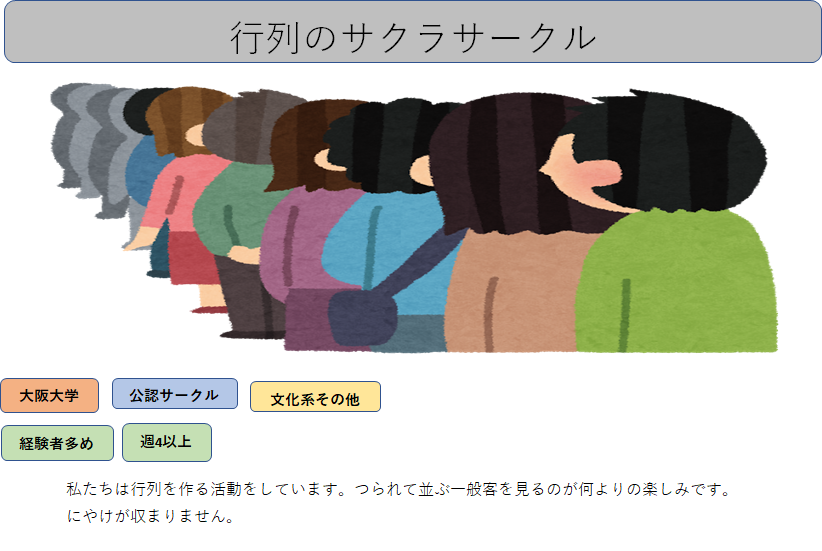 行列のサクラサークル
大阪大学
公認サークル
文化系その他
経験者多め
週4以上
私たちは行列を作る活動をしています。つられて並ぶ一般客を見るのが何よりの楽しみです。
にやけが収まりません。